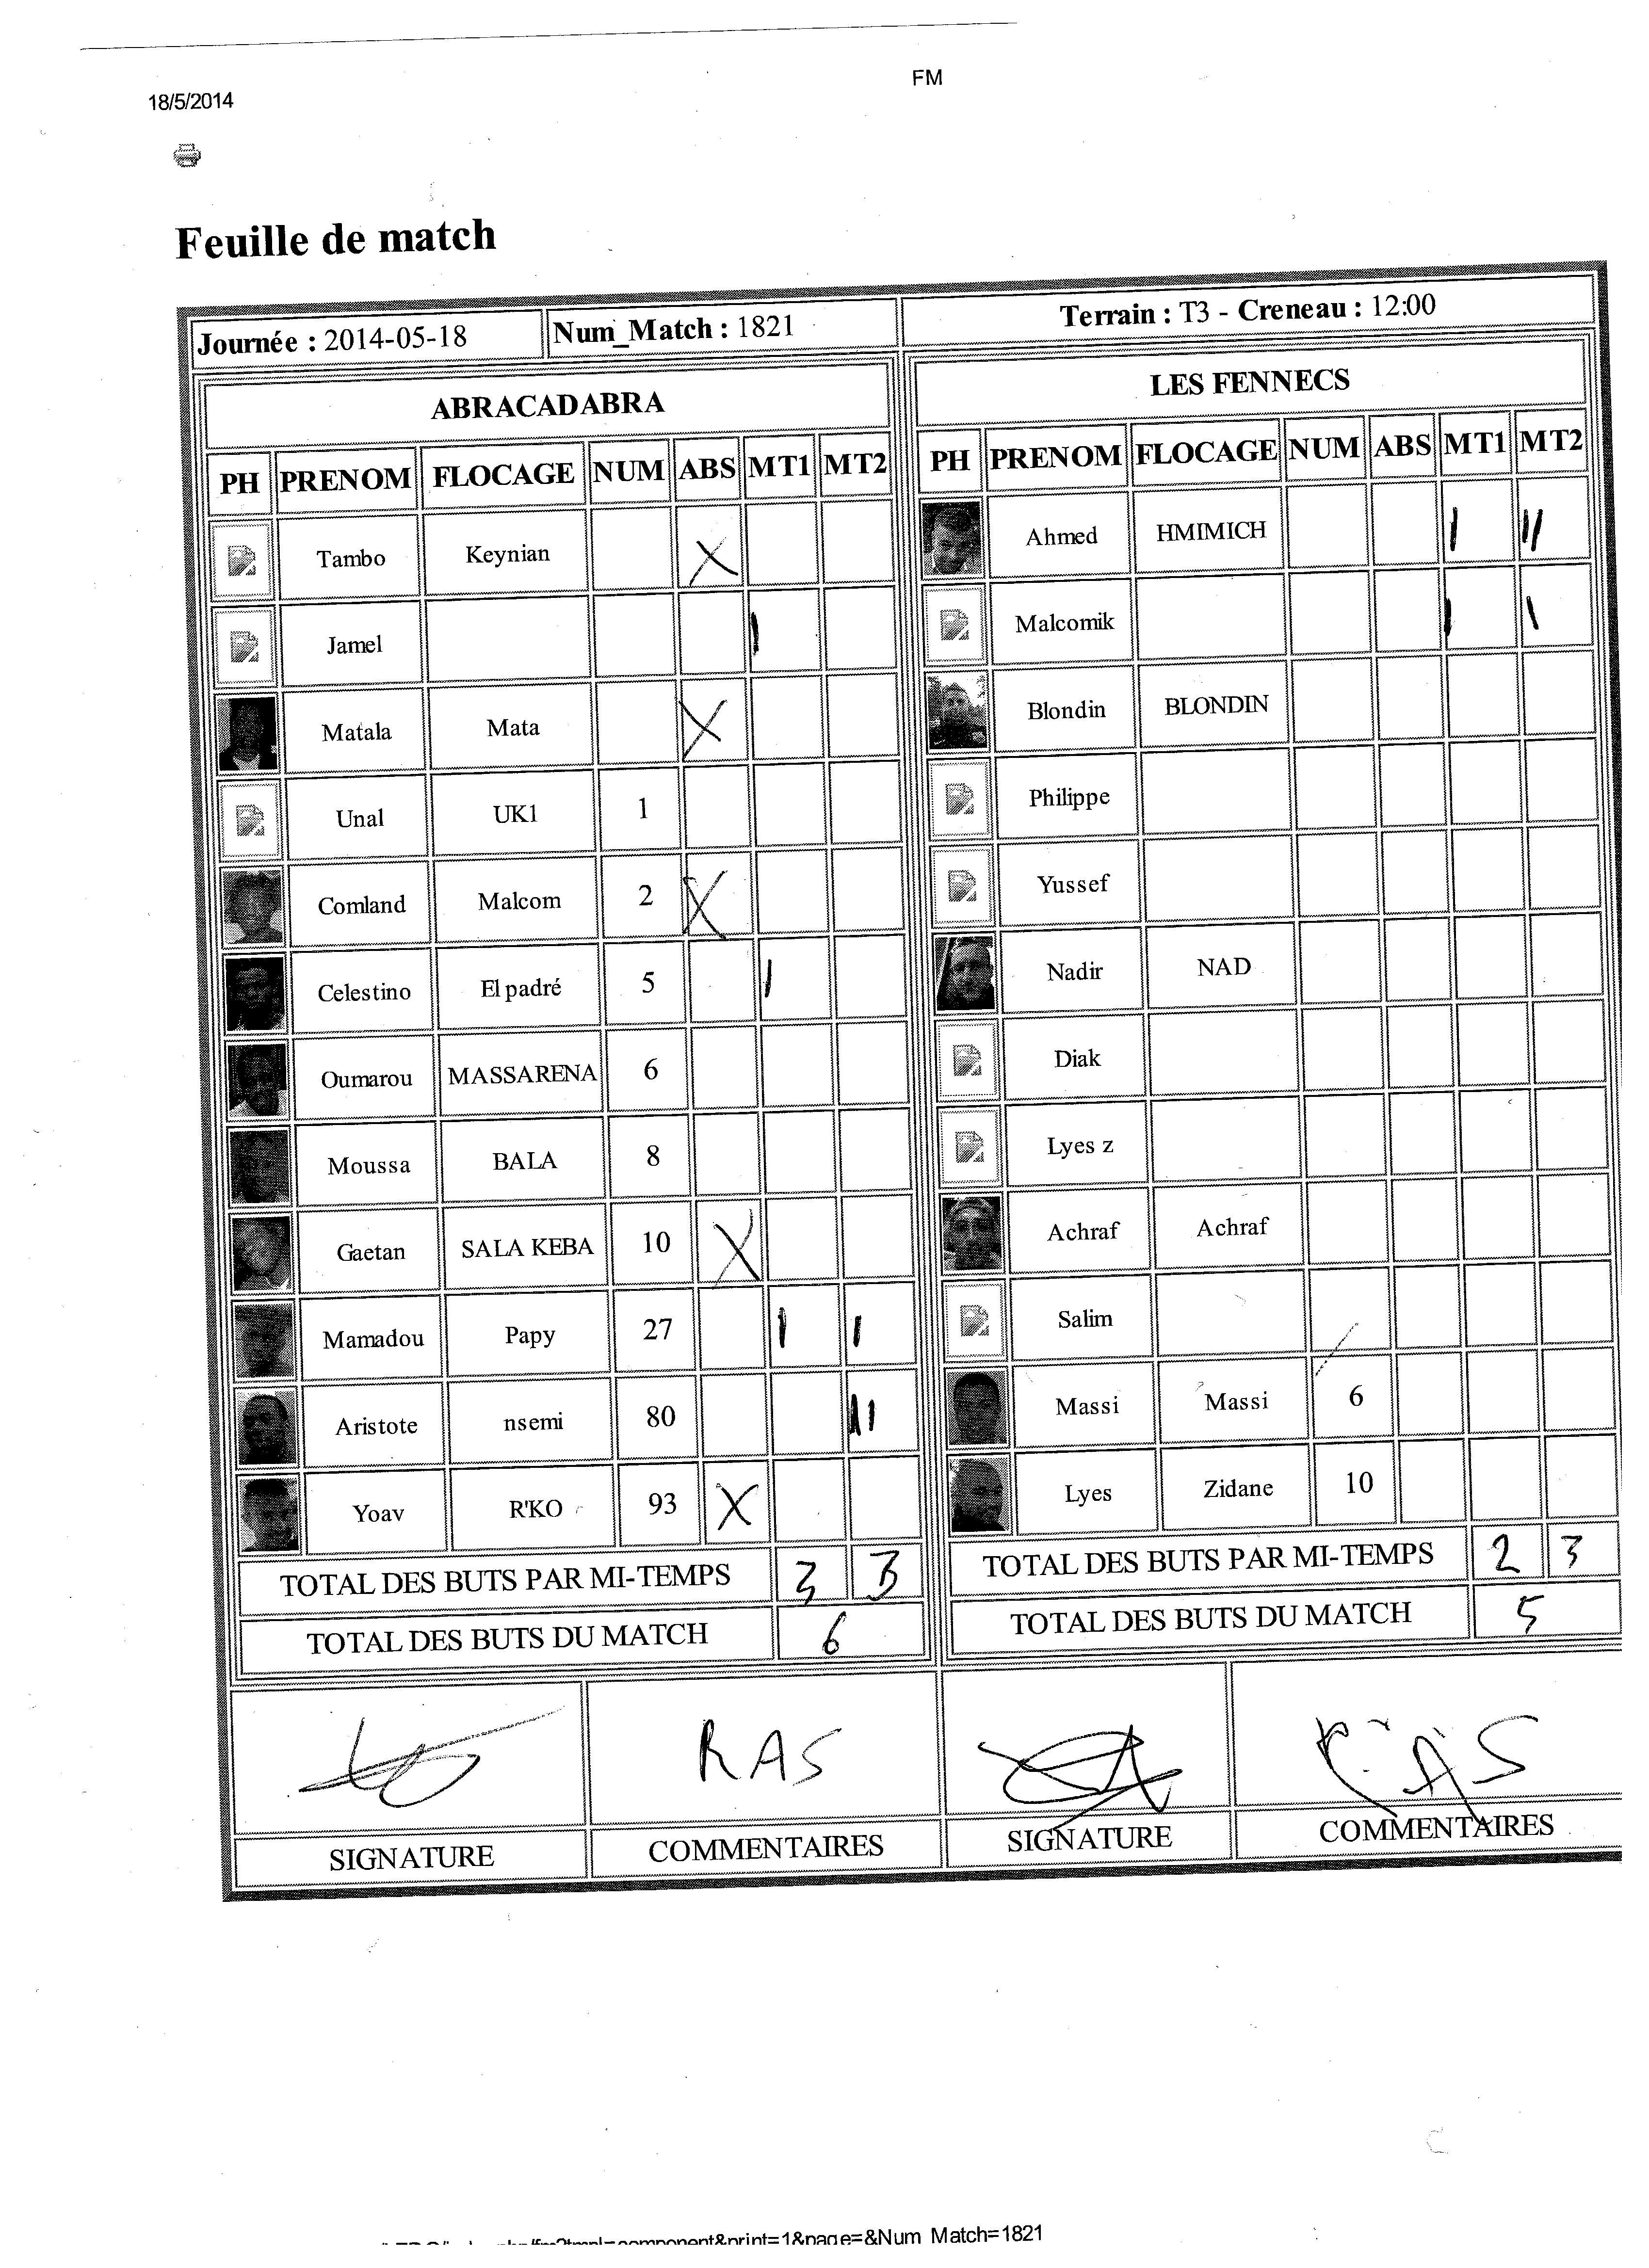 FM
18/5/2014
Feuille de match
Journée : 2014-05-18 Num_Match : 1821 Terrain : T3 - Creneau : 12:00
ABRACADABRA LES FENNECS
PH PRENOM FLOCAGE NUM ABS MT1 MT2 PH PRENOM FLOCAGE NUM ABS MT1 MT2
Tambo Keynian X Ahmed HMIMICH I II
Jamel I Malcomik I I
Matala Mata X Blondin BLONDIN
Unal UK1 1 Philippe
Comland Malcom 2 X Yussef
Celestino El padré 5 I Nadir NAD
Oumarou MASSARENA 6 Diak
Moussa BALA 8 Lyes z
Gaetan SALA KEBA 10 X Achraf Achraf
Mamadou Papy 27 I I Salim
Aristote nsemi 80 II Massi Massi 6
Yoav R'KO 93 X Lyes Zidane 10
TOTAL DES BUTS PAR MI-TEMPS 3 3 TOTAL DES BUTS PAR MI-TEMPS 2 3
TOTAL DES BUTS DU MATCH 6 TOTAL DES BUTS DU MATCH 5
RAS RAS
SIGNATURE COMMENTAIRES SIGNATURE COMMENTAIRES
component&print=1&page=&Num_Match=1821